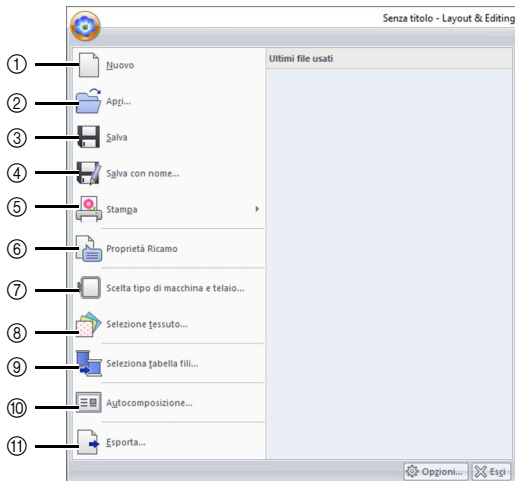 Senza titolo - Layout & Editing
① Nuovo
Ultimi file usati
② Apri...
③ Salva
④ Salva con nome...
⑤ Stampa
⑥ Proprietà Ricamo
⑦ Scelta tipo di macchina e telaio...
⑧ Selezione tessuto...
⑨ Seleziona tabella fili...
⑩ Autocomposizione...
⑪ Esporta...
Opzioni... Esci